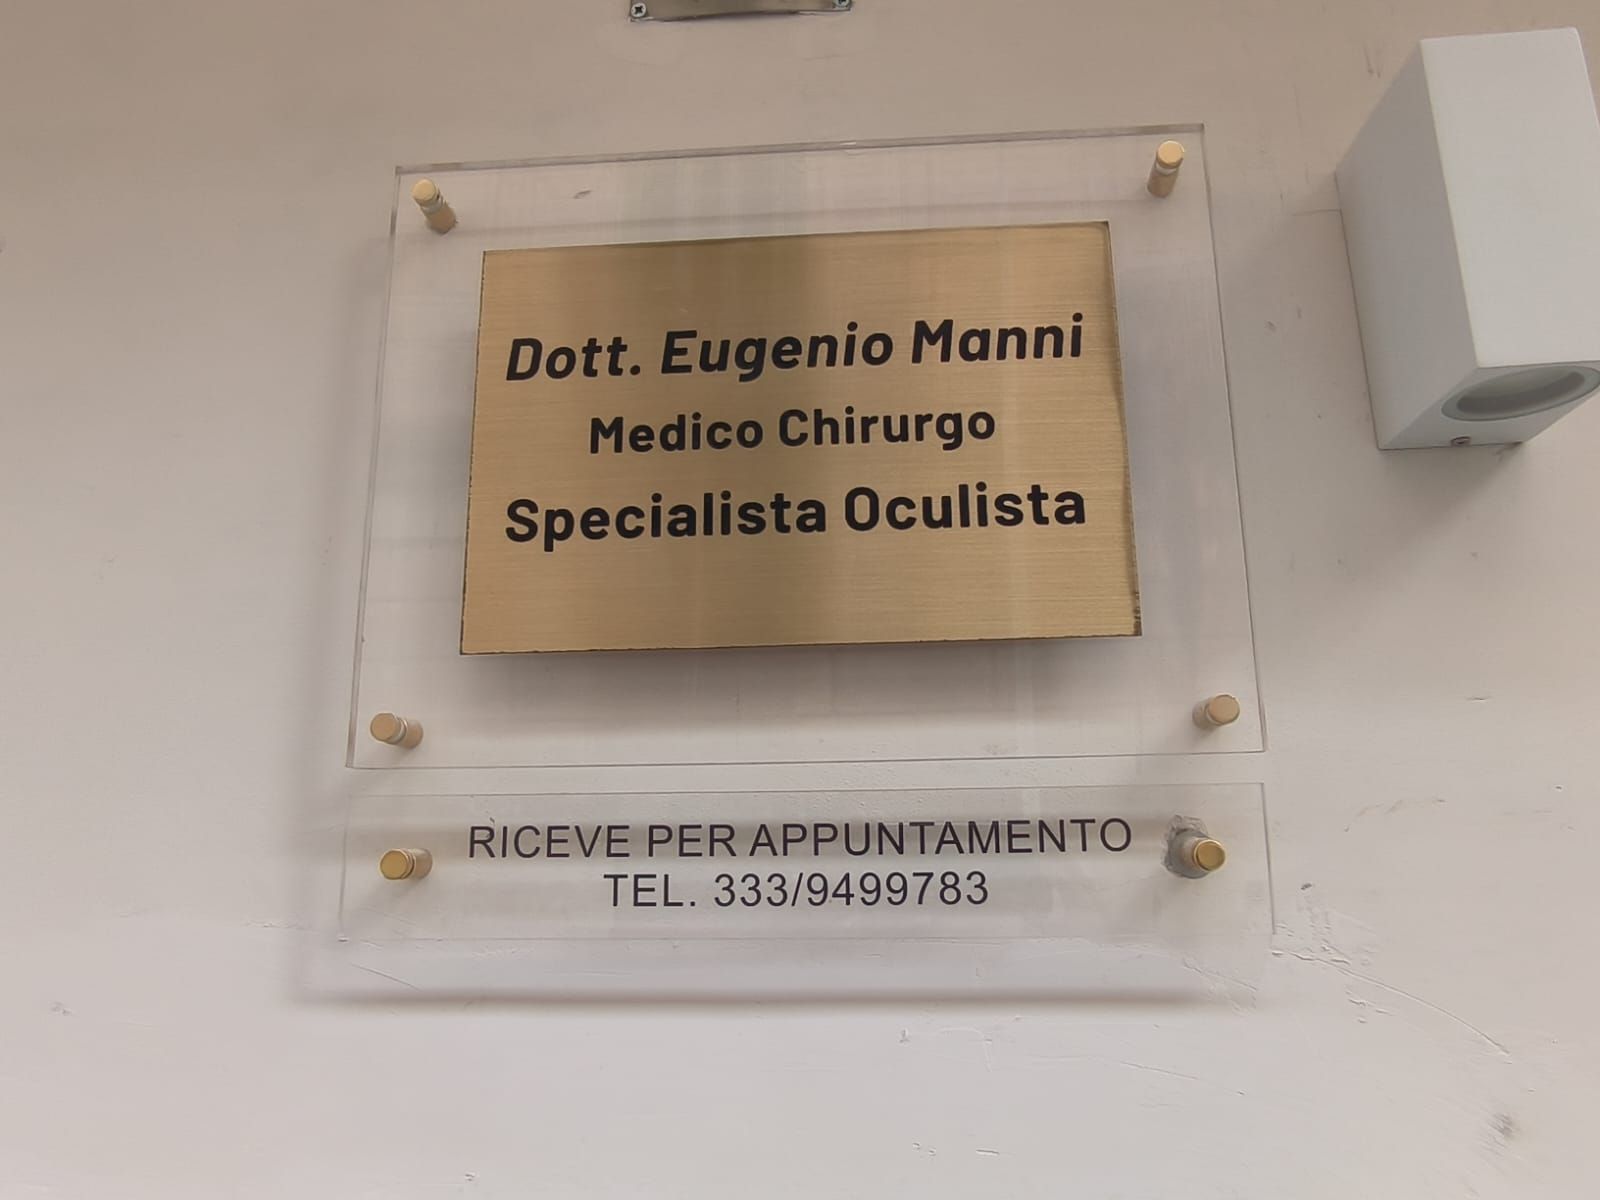 Dott. Eugenio Manni
Medico Chirurgo
Specialista Oculista
RICEVE PER APPUNTAMENTO
TEL. 333/9499783